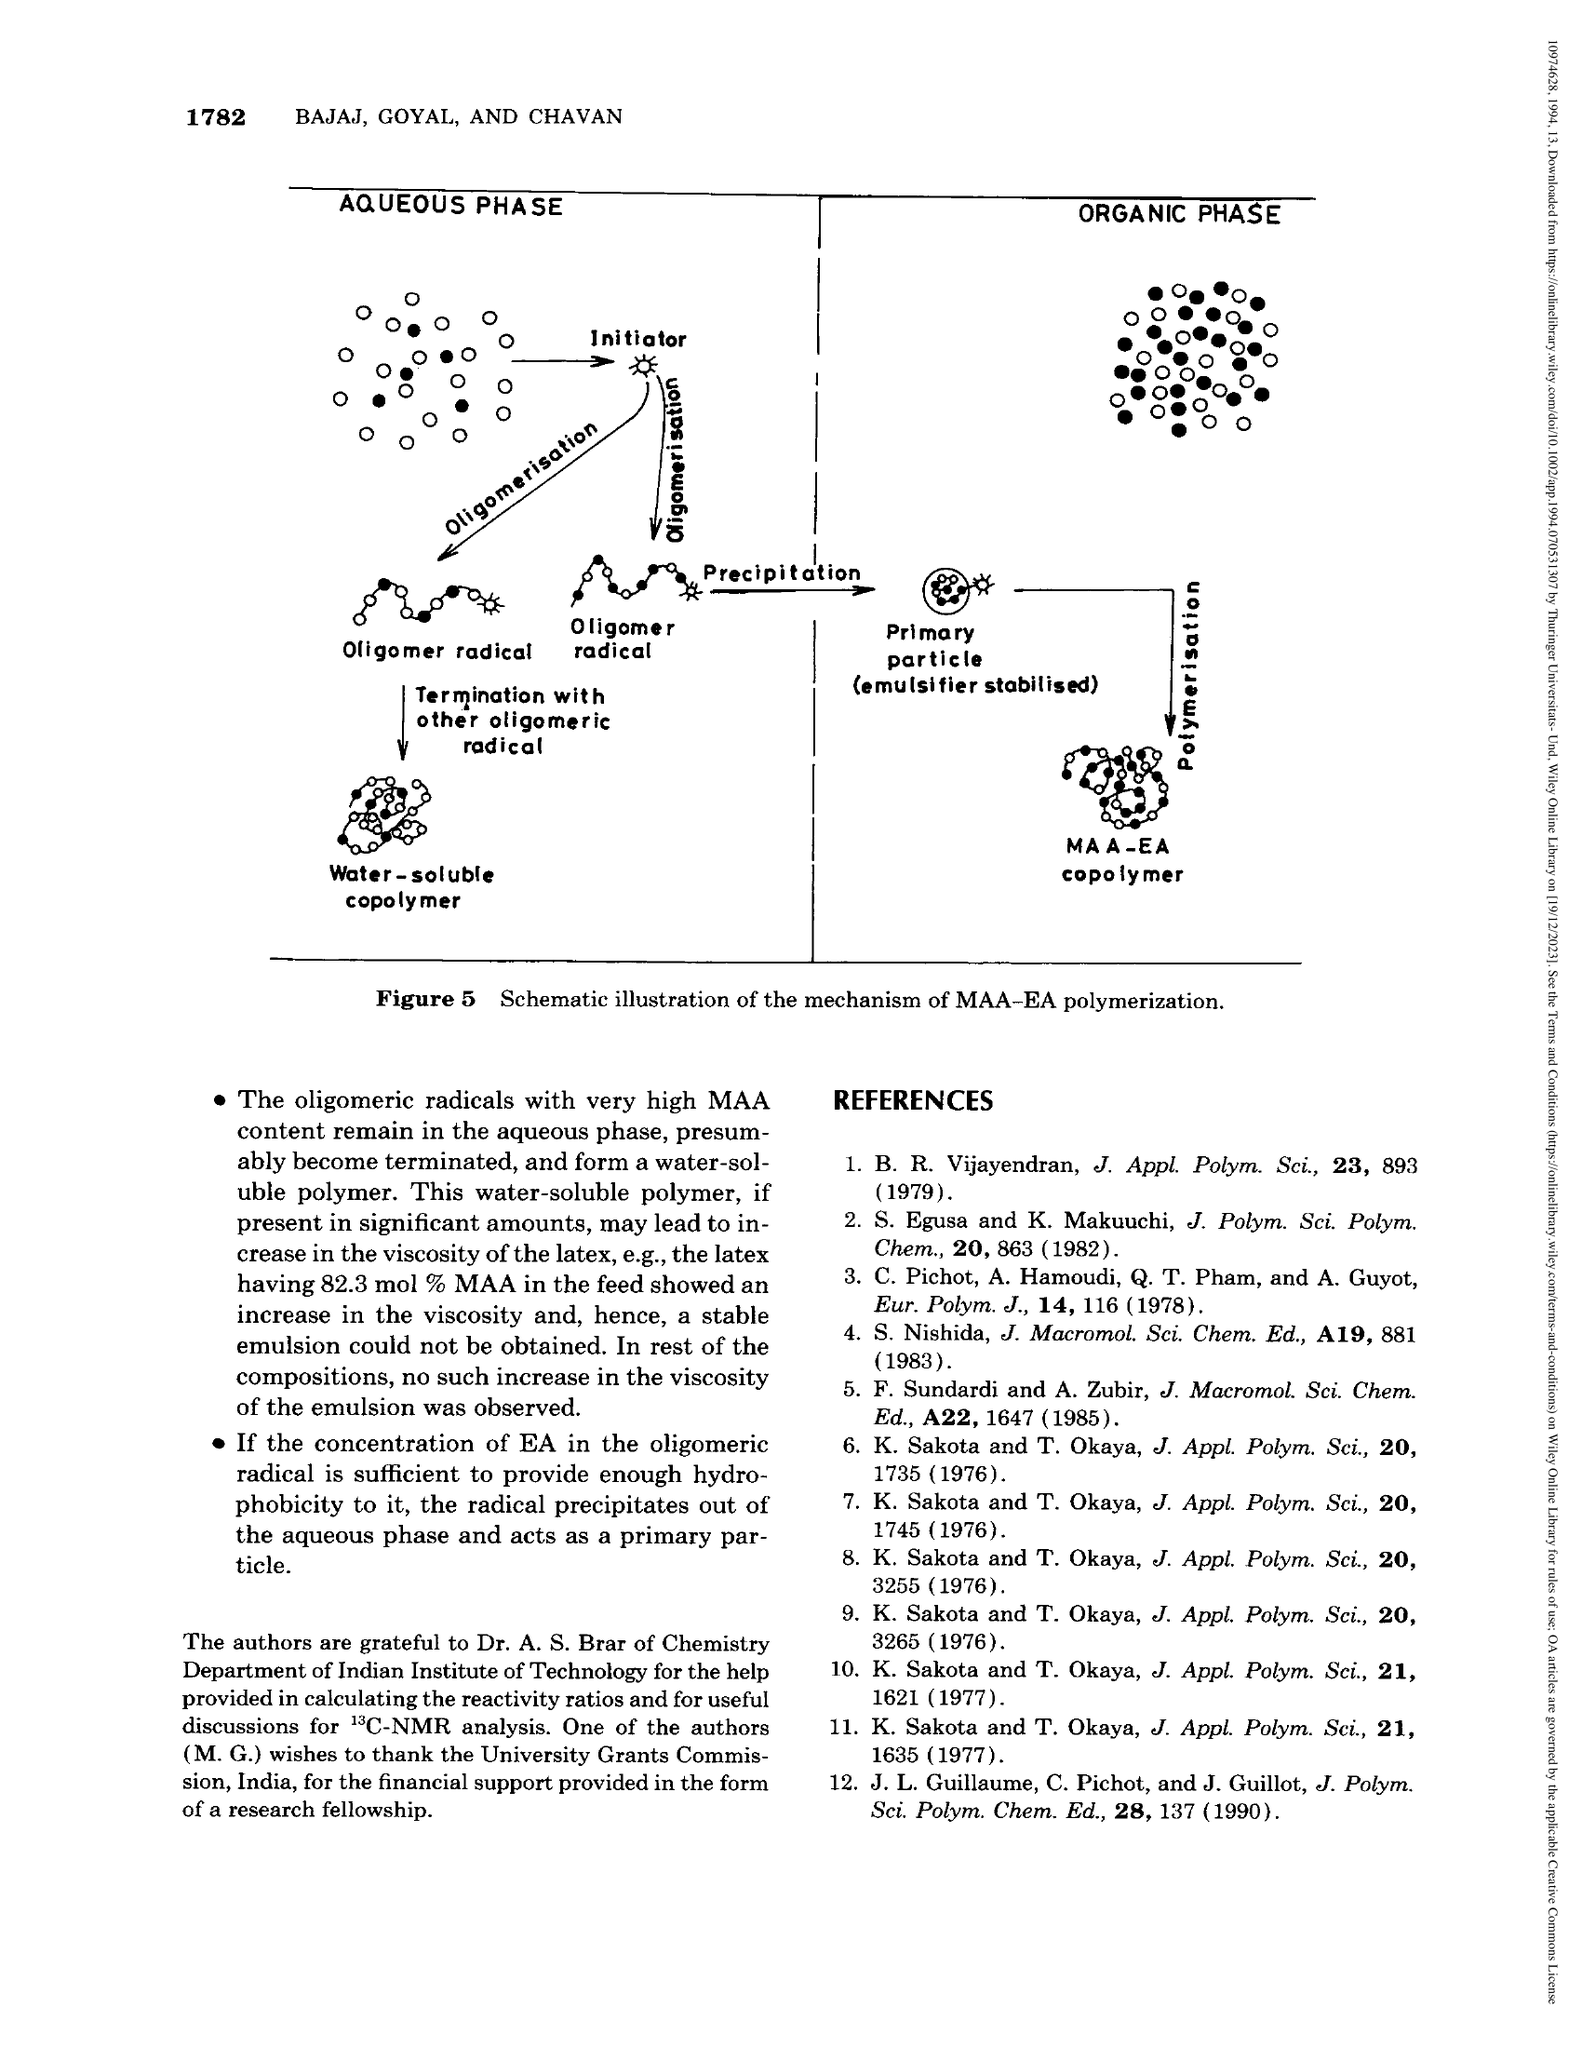 1782 BAJAJ, GOYAL, AND CHAVAN
AQUEOUS PHASE
ORGANIC PHASE
Initiator
Oligomerisation
Oligomerisation
Precipitation
Oligomer radical
Oligomer
radical
Primary
particle
(emulsifier stabilised)
Polymerisation
Termination with
other oligomeric
radical
Water-soluble
copolymer
MAA-EA
copolymer
Figure 5 Schematic illustration of the mechanism of MAA–EA polymerization.
• The oligomeric radicals with very high MAA
content remain in the aqueous phase, presum-
ably become terminated, and form a water-sol-
uble polymer. This water-soluble polymer, if
present in significant amounts, may lead to in-
crease in the viscosity of the latex, e.g., the latex
having 82.3 mol % MAA in the feed showed an
increase in the viscosity and, hence, a stable
emulsion could not be obtained. In rest of the
compositions, no such increase in the viscosity
of the emulsion was observed.
• If the concentration of EA in the oligomeric
radical is sufficient to provide enough hydro-
phobicity to it, the radical precipitates out of
the aqueous phase and acts as a primary par-
ticle.
The authors are grateful to Dr. A. S. Brar of Chemistry
Department of Indian Institute of Technology for the help
provided in calculating the reactivity ratios and for useful
discussions for ¹³C-NMR analysis. One of the authors
(M. G.) wishes to thank the University Grants Commis-
sion, India, for the financial support provided in the form
of a research fellowship.
REFERENCES
1. B. R. Vijayendran, J. Appl. Polym. Sci., 23, 893
(1979).
2. S. Egusa and K. Makuuchi, J. Polym. Sci. Polym.
Chem., 20, 863 (1982).
3. C. Pichot, A. Hamoudi, Q. T. Pham, and A. Guyot,
Eur. Polym. J., 14, 116 (1978).
4. S. Nishida, J. Macromol. Sci. Chem. Ed., A19, 881
(1983).
5. F. Sundardi and A. Zubir, J. Macromol. Sci. Chem.
Ed., A22, 1647 (1985).
6. K. Sakota and T. Okaya, J. Appl. Polym. Sci., 20,
1735 (1976).
7. K. Sakota and T. Okaya, J. Appl. Polym. Sci., 20,
1745 (1976).
8. K. Sakota and T. Okaya, J. Appl. Polym. Sci., 20,
3255 (1976).
9. K. Sakota and T. Okaya, J. Appl. Polym. Sci., 20,
3265 (1976).
10. K. Sakota and T. Okaya, J. Appl. Polym. Sci., 21,
1621 (1977).
11. K. Sakota and T. Okaya, J. Appl. Polym. Sci., 21,
1635 (1977).
12. J. L. Guillaume, C. Pichot, and J. Guillot, J. Polym.
Sci. Polym. Chem. Ed., 28, 137 (1990).
10974628, 1994, 13, Downloaded from https://onlinelibrary.wiley.com/doi/10.1002/app.1994.070531307 by Thuringer Universitats- Und, Wiley Online Library on [19/12/2023]. See the Terms and Conditions (https://onlinelibrary.wiley.com/terms-and-conditions) on Wiley Online Library for rules of use; OA articles are governed by the applicable Creative Commons License